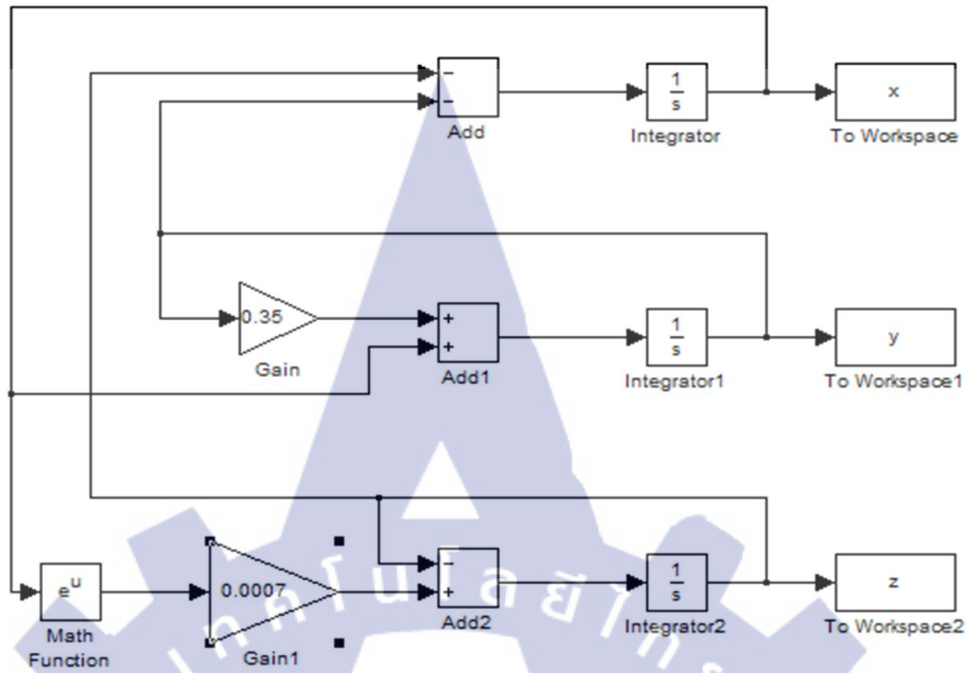 −
−
Add
1
s
Integrator
x
To Workspace
0.35
Gain
+
+
Add1
1
s
Integrator1
y
To Workspace1
e^u
Math
Function
0.0007
Gain1
−
+
Add2
1
s
Integrator2
z
To Workspace2